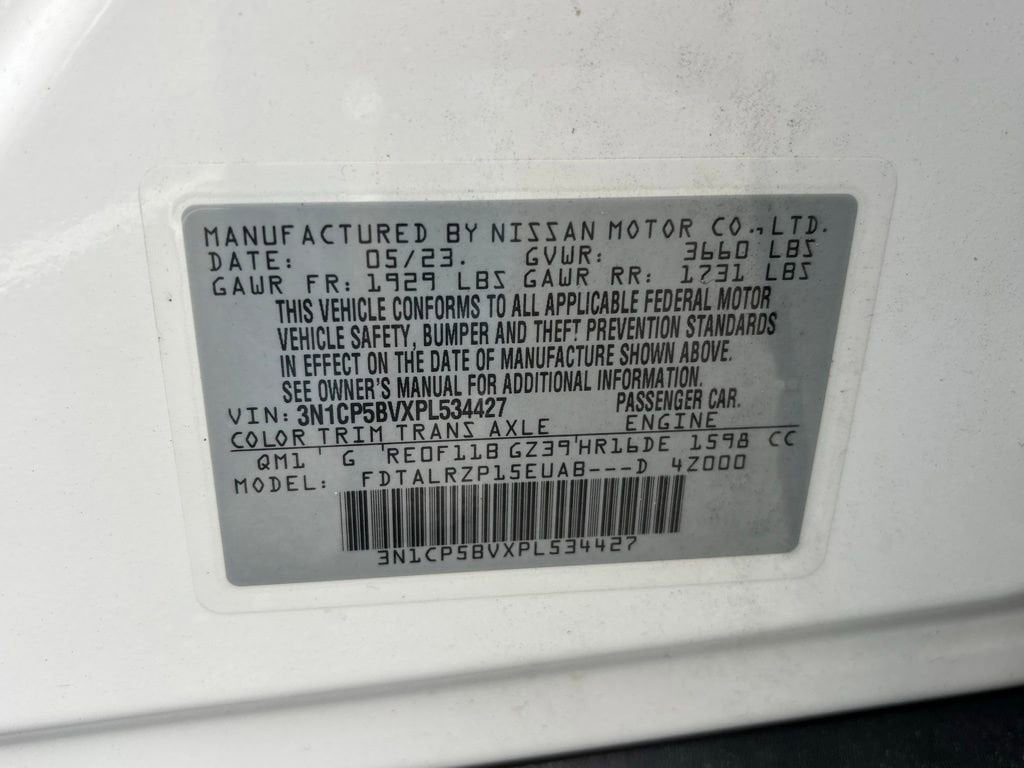 MANUFACTURED BY NISSAN MOTOR CO., LTD.
DATE: 05/23. GVWR: 3660 LBS
GAWR FR: 1929 LBS GAWR RR: 1731 LBS
THIS VEHICLE CONFORMS TO ALL APPLICABLE FEDERAL MOTOR
VEHICLE SAFETY, BUMPER AND THEFT PREVENTION STANDARDS
IN EFFECT ON THE DATE OF MANUFACTURE SHOWN ABOVE.
SEE OWNER'S MANUAL FOR ADDITIONAL INFORMATION.
VIN: 3N1CP5BVXPL534427 PASSENGER CAR.
COLOR TRIM TRANS AXLE ENGINE
QM1 ' G 'RE0F11B GZ39'HR16DE 1598 CC
MODEL: FDTALRZP15EUAB---D 4Z000
3N1CP5BVXPL534427